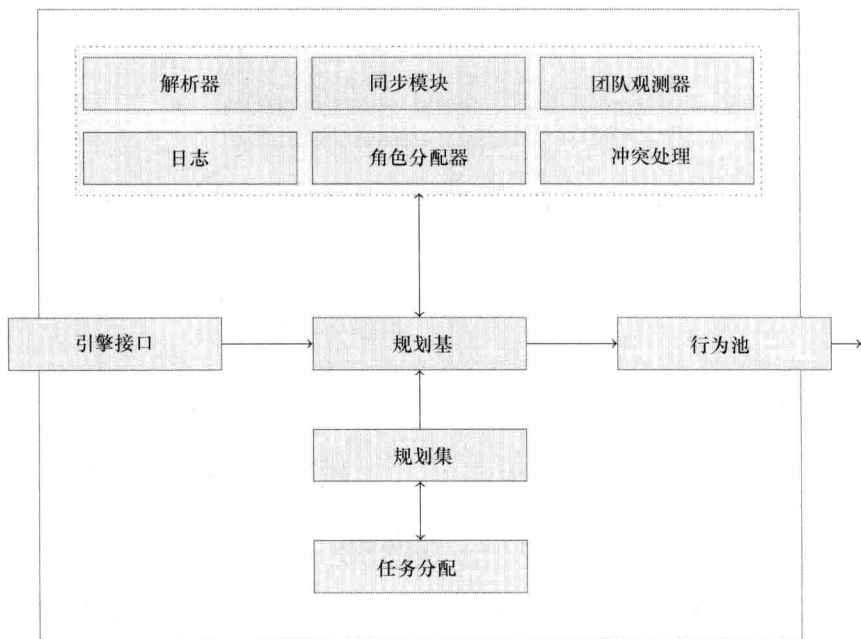 解析器
同步模块
团队观测器
日志
角色分配器
冲突处理
引擎接口
规划基
行为池
规划集
任务分配